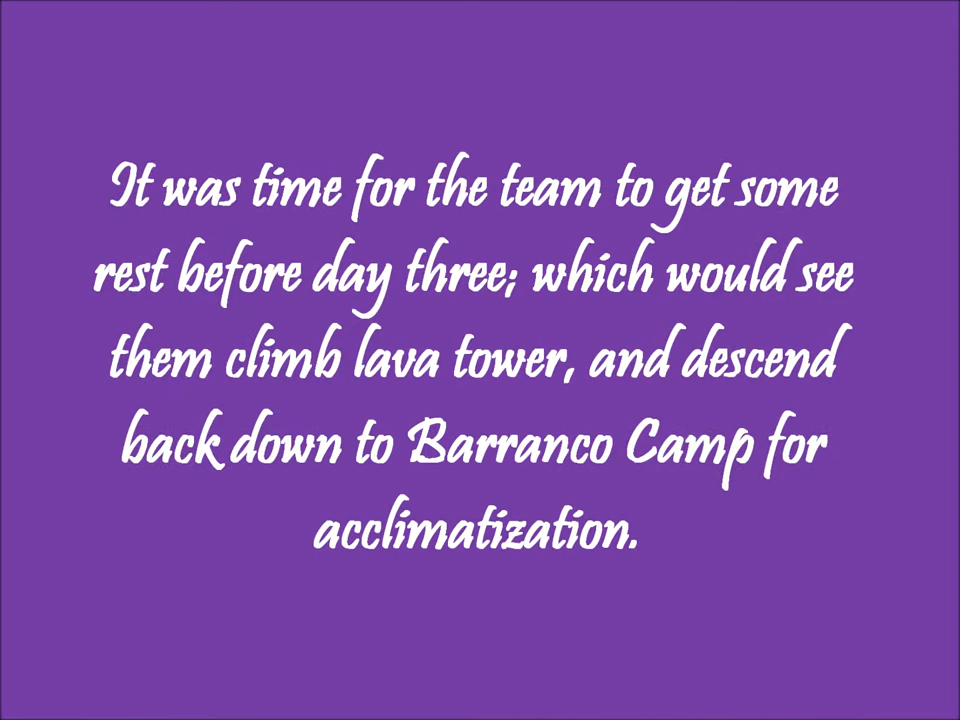 It was time for the team to get some
rest before day three; which would see
them climb lava tower, and descend
back down to Barranco Camp for
acclimatization.